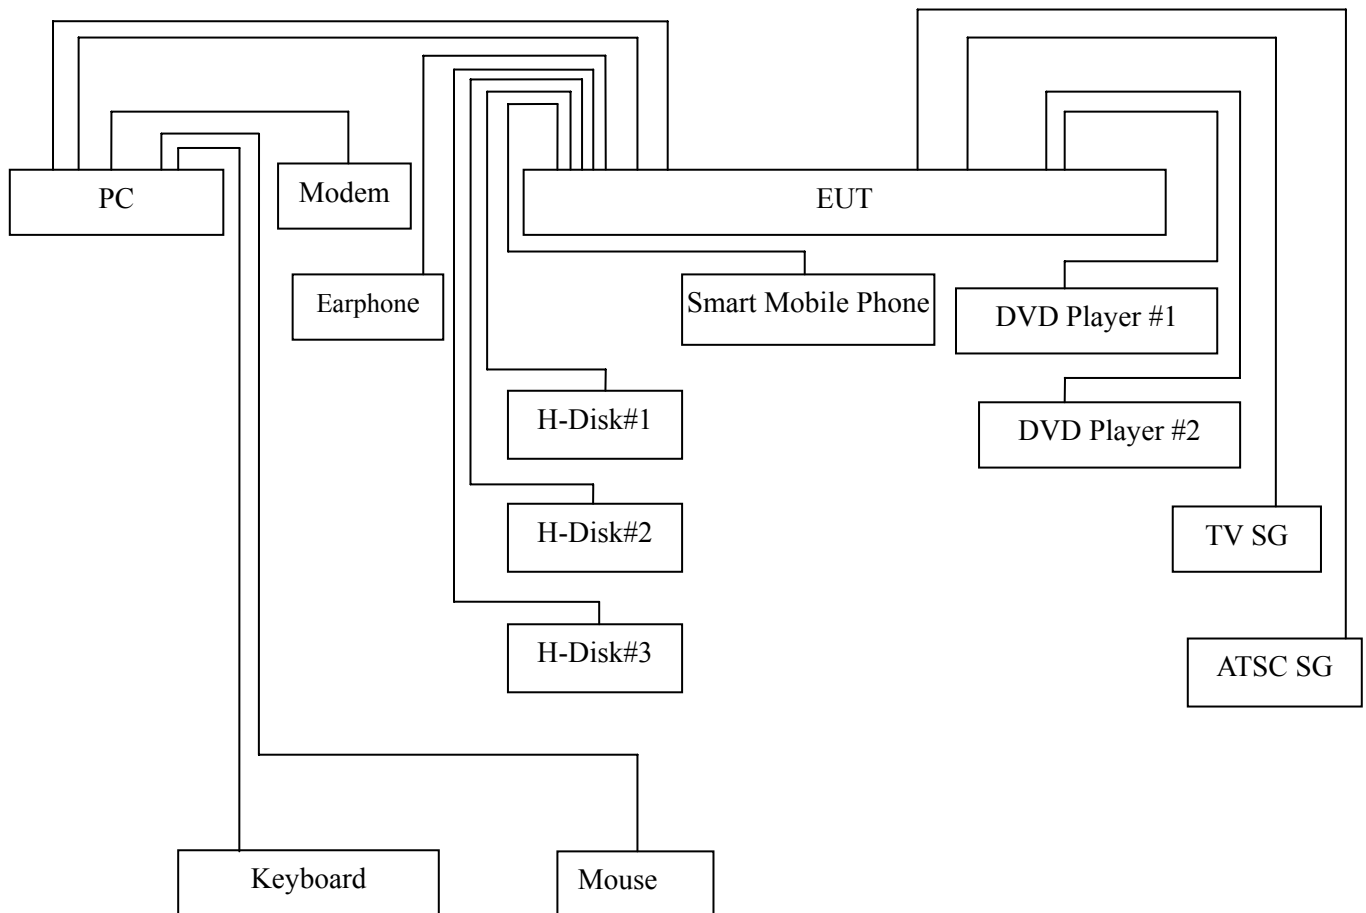 PC
Modem
EUT
Earphone
Smart Mobile Phone
DVD Player #1
H-Disk#1
DVD Player #2
H-Disk#2
TV SG
H-Disk#3
ATSC SG
Keyboard
Mouse